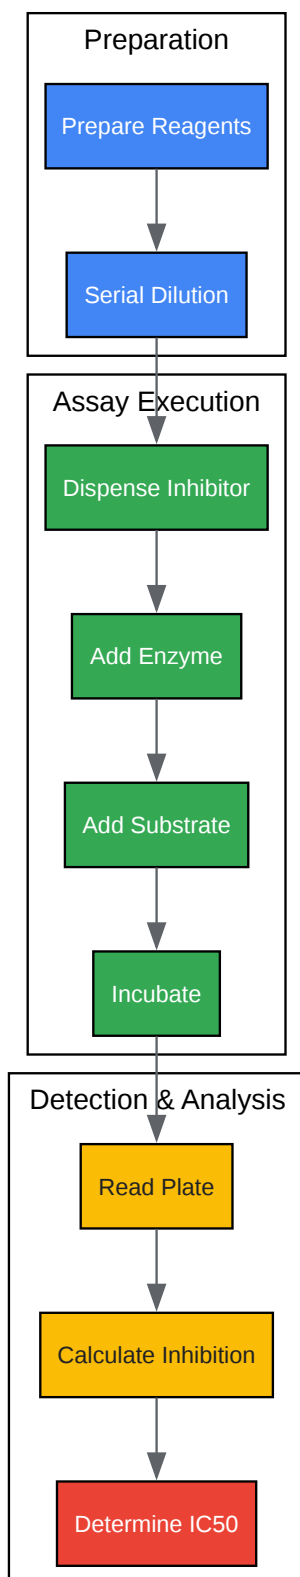 Preparation
Prepare Reagents
Serial Dilution
Assay Execution
Dispense Inhibitor
Add Enzyme
Add Substrate
Incubate
Detection & Analysis
Read Plate
Calculate Inhibition
Determine IC50